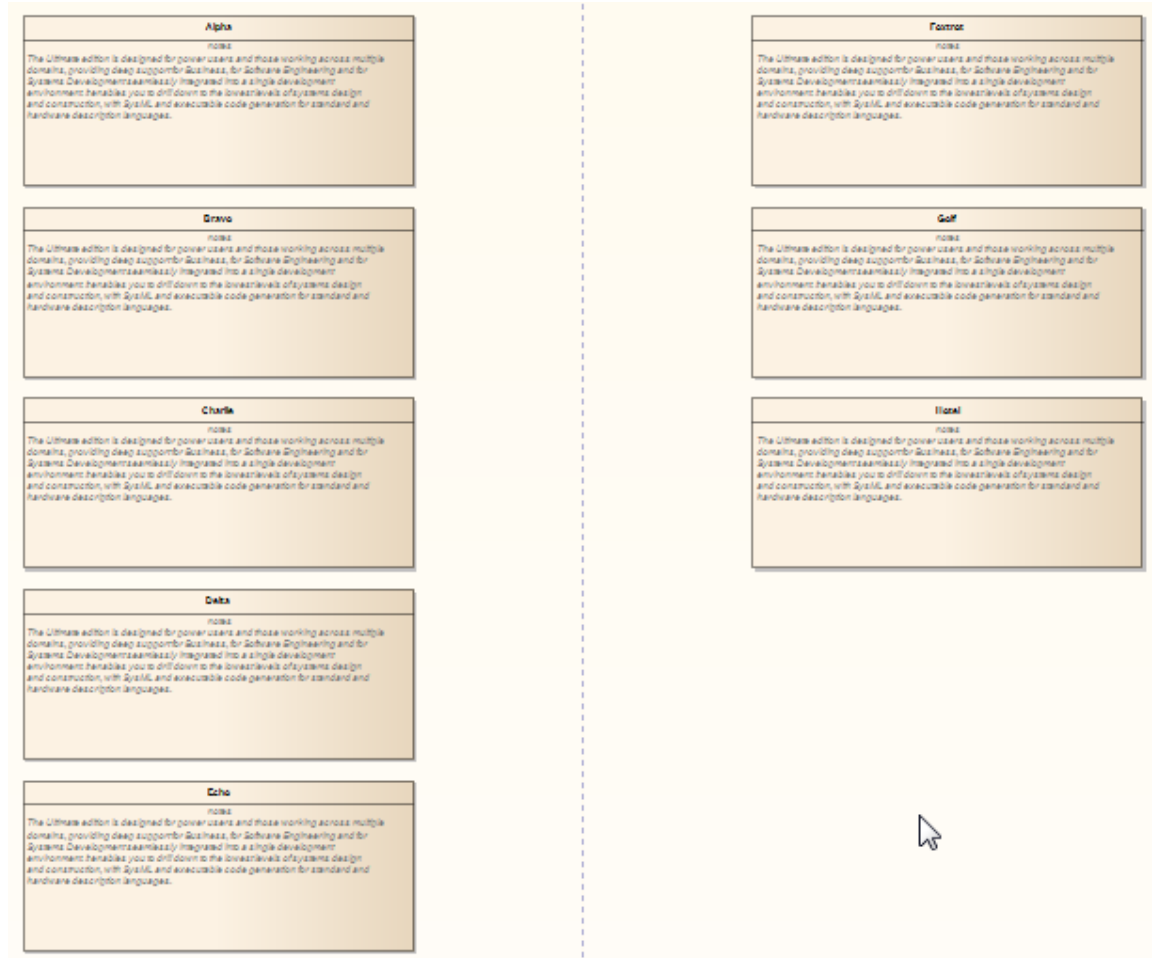 Alpha
notes
The Ultimate edition is designed for power users and those working across multiple
domains, providing deep support for Business, for Software Engineering and for
Systems Development seamlessly integrated into a single development
environment. It enables you to drill down to the lowest levels of systems design
and construction, with SysML and executable code generation for standard and
hardware description languages.
Bravo
notes
The Ultimate edition is designed for power users and those working across multiple
domains, providing deep support for Business, for Software Engineering and for
Systems Development seamlessly integrated into a single development
environment. It enables you to drill down to the lowest levels of systems design
and construction, with SysML and executable code generation for standard and
hardware description languages.
Charlie
notes
The Ultimate edition is designed for power users and those working across multiple
domains, providing deep support for Business, for Software Engineering and for
Systems Development seamlessly integrated into a single development
environment. It enables you to drill down to the lowest levels of systems design
and construction, with SysML and executable code generation for standard and
hardware description languages.
Delta
notes
The Ultimate edition is designed for power users and those working across multiple
domains, providing deep support for Business, for Software Engineering and for
Systems Development seamlessly integrated into a single development
environment. It enables you to drill down to the lowest levels of systems design
and construction, with SysML and executable code generation for standard and
hardware description languages.
Echo
notes
The Ultimate edition is designed for power users and those working across multiple
domains, providing deep support for Business, for Software Engineering and for
Systems Development seamlessly integrated into a single development
environment. It enables you to drill down to the lowest levels of systems design
and construction, with SysML and executable code generation for standard and
hardware description languages.
Foxtrot
notes
The Ultimate edition is designed for power users and those working across multiple
domains, providing deep support for Business, for Software Engineering and for
Systems Development seamlessly integrated into a single development
environment. It enables you to drill down to the lowest levels of systems design
and construction, with SysML and executable code generation for standard and
hardware description languages.
Golf
notes
The Ultimate edition is designed for power users and those working across multiple
domains, providing deep support for Business, for Software Engineering and for
Systems Development seamlessly integrated into a single development
environment. It enables you to drill down to the lowest levels of systems design
and construction, with SysML and executable code generation for standard and
hardware description languages.
Hotel
notes
The Ultimate edition is designed for power users and those working across multiple
domains, providing deep support for Business, for Software Engineering and for
Systems Development seamlessly integrated into a single development
environment. It enables you to drill down to the lowest levels of systems design
and construction, with SysML and executable code generation for standard and
hardware description languages.